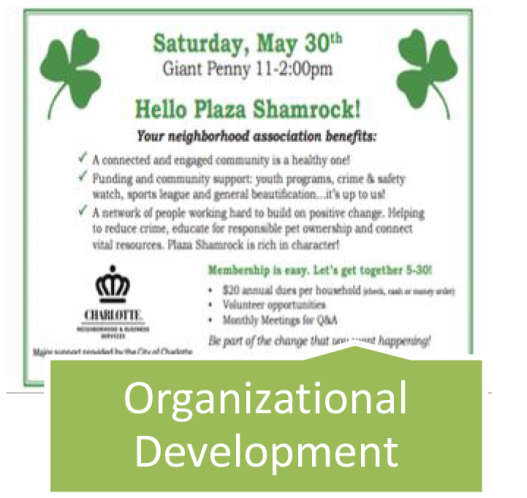 Saturday, May 30th
Giant Penny 11-2:00pm
Hello Plaza Shamrock!
Your neighborhood association benefits:
✓ A connected and engaged community is a healthy one!
✓ Funding and community support: youth programs, crime & safety
watch, sports league and general beautification...it's up to us!
✓ A network of people working hard to build on positive change. Helping
to reduce crime, educate for responsible pet ownership and connect
vital resources. Plaza Shamrock is rich in character!
Membership is easy. Let's get together 5-30!
• $20 annual dues per household (check, cash or money order)
• Volunteer opportunities
• Monthly Meetings for Q&A
Be part of the change that you want happening!
CHARLOTTE.
NEIGHBORHOOD & BUSINESS
SERVICES
Major support provided by the City of Charlotte
Organizational
Development